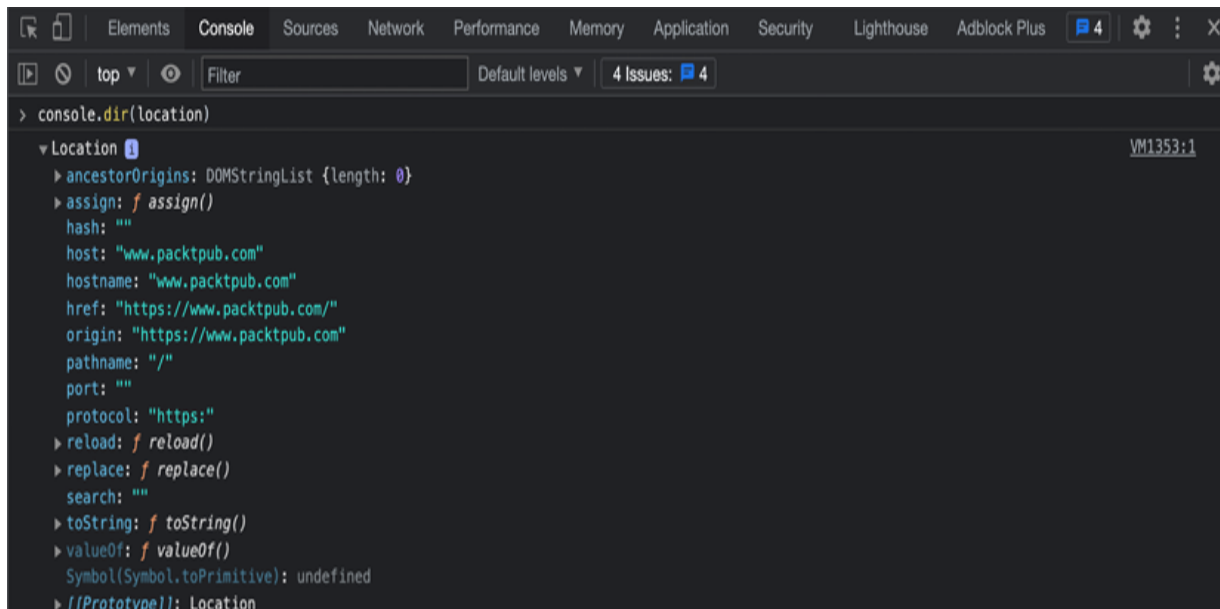 Elements Console Sources Network Performance Memory Application Security Lighthouse Adblock Plus 4
top Filter Default levels 4 Issues: 4
> console.dir(location)
Location i VM1353:1
ancestorOrigins: DOMStringList {length: 0}
assign: ƒ assign()
hash: ""
host: "www.packtpub.com"
hostname: "www.packtpub.com"
href: "https://www.packtpub.com/"
origin: "https://www.packtpub.com"
pathname: "/"
port: ""
protocol: "https:"
reload: ƒ reload()
replace: ƒ replace()
search: ""
toString: ƒ toString()
valueOf: ƒ valueOf()
Symbol(Symbol.toPrimitive): undefined
[[Prototype]]: Location